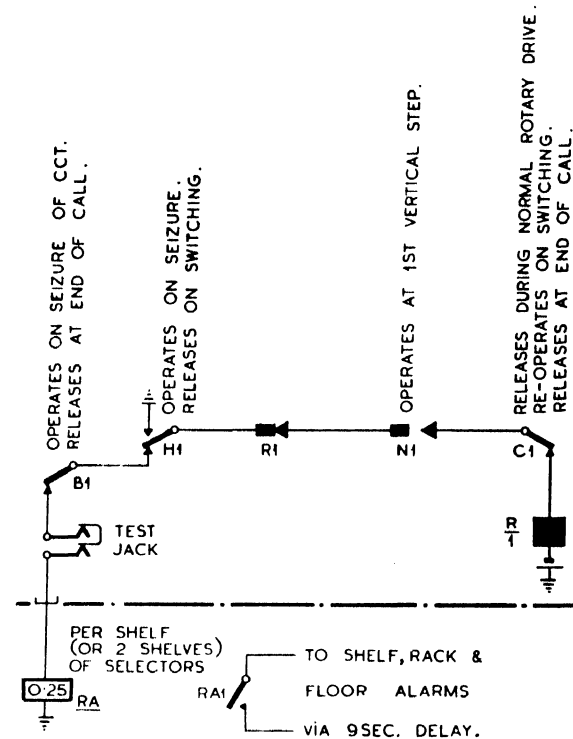 OPERATES ON SEIZURE OF CCT.
RELEASES AT END OF CALL.
OPERATES ON SEIZURE.
RELEASES ON SWITCHING.
OPERATES AT 1ST VERTICAL STEP.
RELEASES DURING NORMAL ROTARY DRIVE.
RE-OPERATES ON SWITCHING.
RELEASES AT END OF CALL.
B1
H1
R1
N1
C1
TEST
JACK
R
1
PER SHELF
(OR 2 SHELVES)
OF SELECTORS
0·25
RA
RA1
TO SHELF, RACK &
FLOOR ALARMS
VIA 9SEC. DELAY.